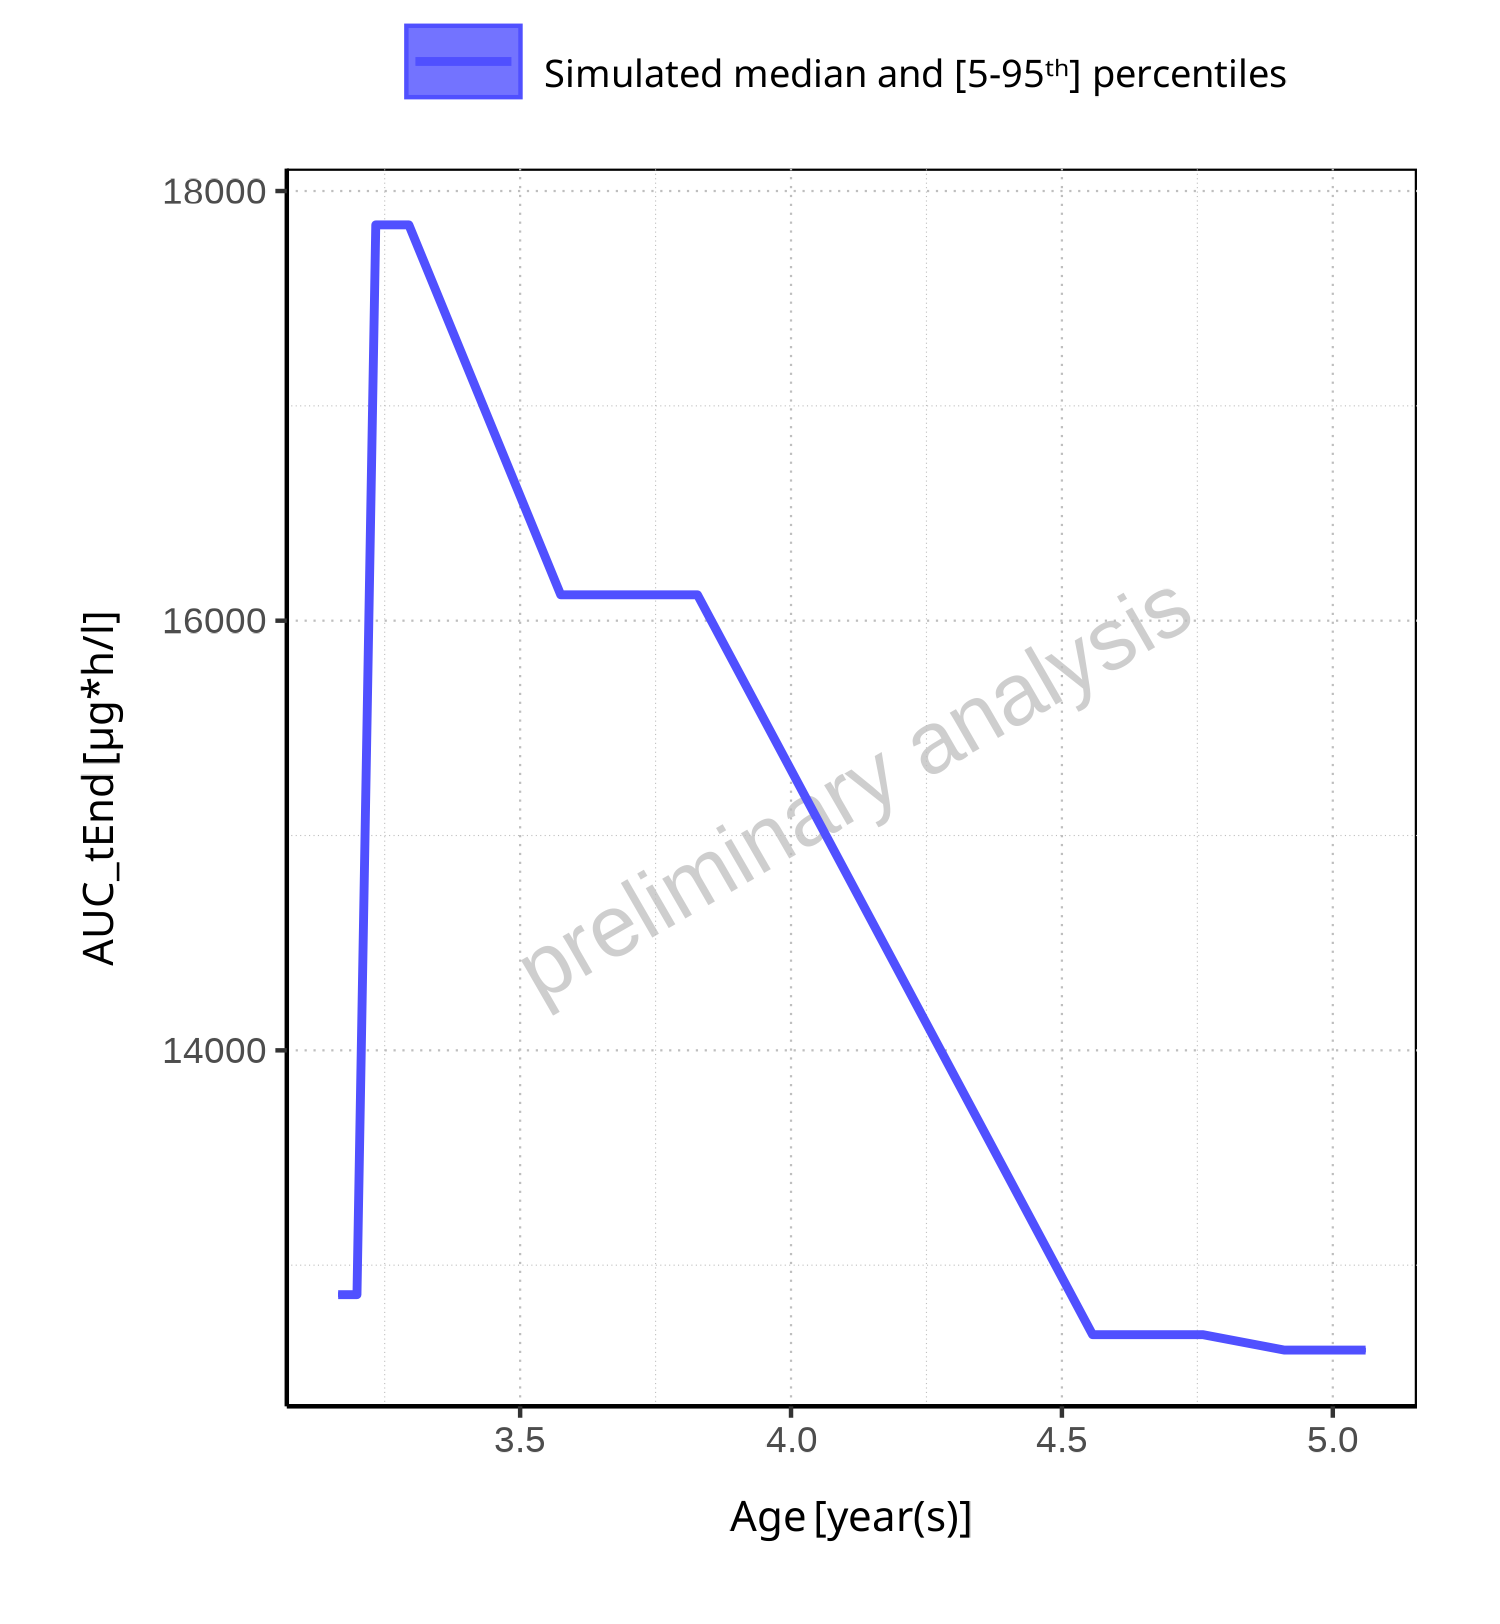 Simulated median and [5-95ᵗʰ] percentiles
18000
16000
14000
AUC_tEnd [µg*h/l]
preliminary analysis
3.5 4.0 4.5 5.0
Age [year(s)]